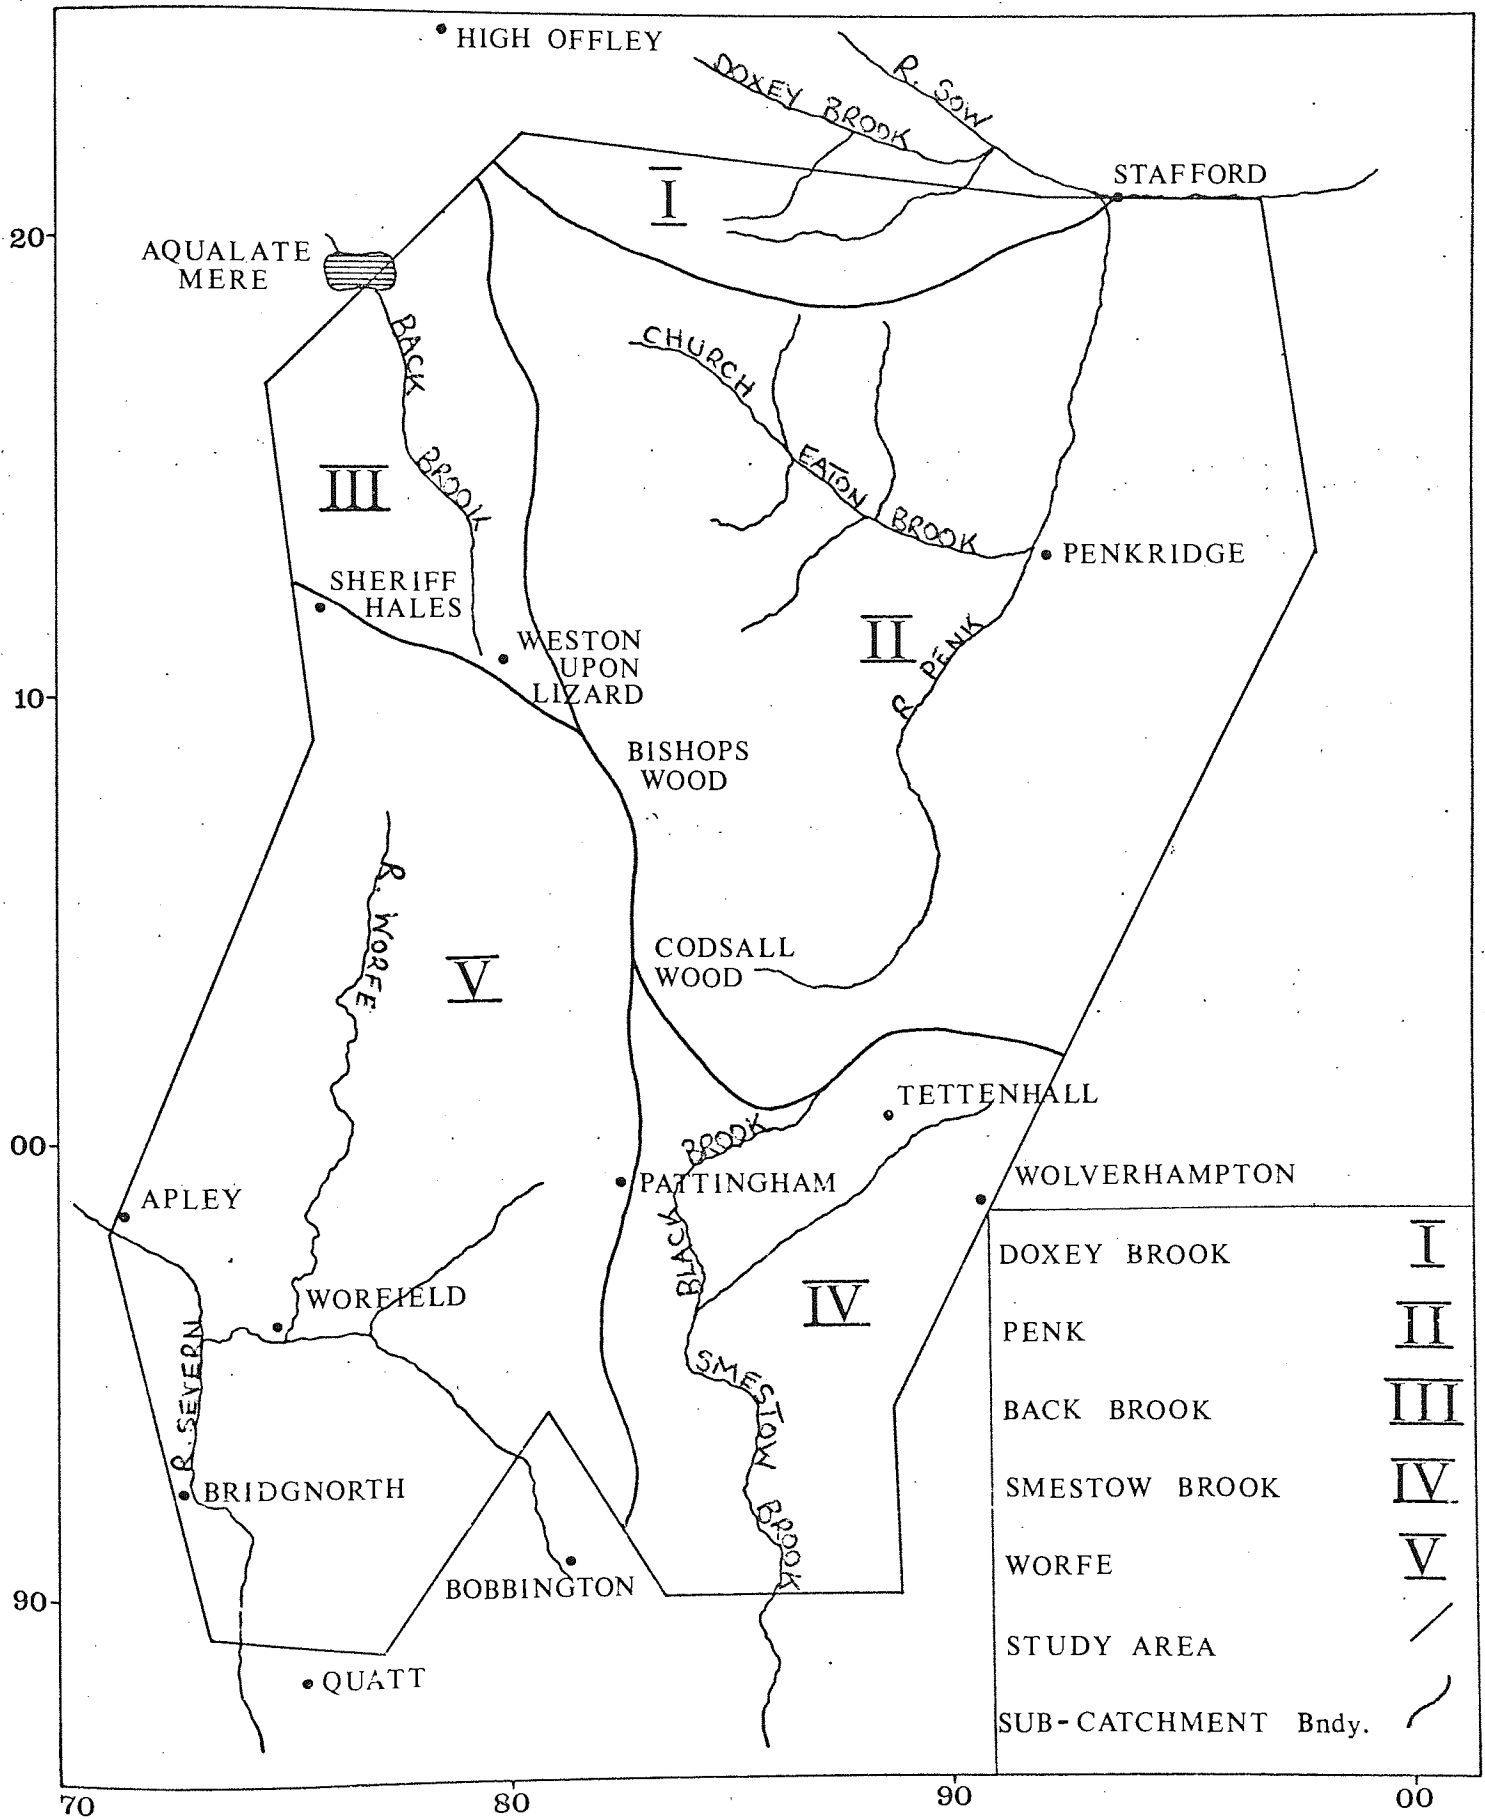 HIGH OFFLEY
DOXEY BROOK
R. SOW
STAFFORD
I
20
AQUALATE
MERE
BACK
BROOK
CHURCH
EATON
BROOK
III
PENKRIDGE
SHERIFF
HALES
II
R. PENK
WESTON
UPON
LIZARD
10
BISHOPS
WOOD
R. WORFE
V
CODSALL
WOOD
TETTENHALL
00
BLACK
BROOK
PATTINGHAM
WOLVERHAMPTON
APLEY
WORFIELD
IV
R. SEVERN
SMESTOW
BROOK
BRIDGNORTH
BOBBINGTON
90
QUATT
DOXEY BROOK I
PENK II
BACK BROOK III
SMESTOW BROOK IV
WORFE V
STUDY AREA
SUB-CATCHMENT Bndy.
70 80 90 00